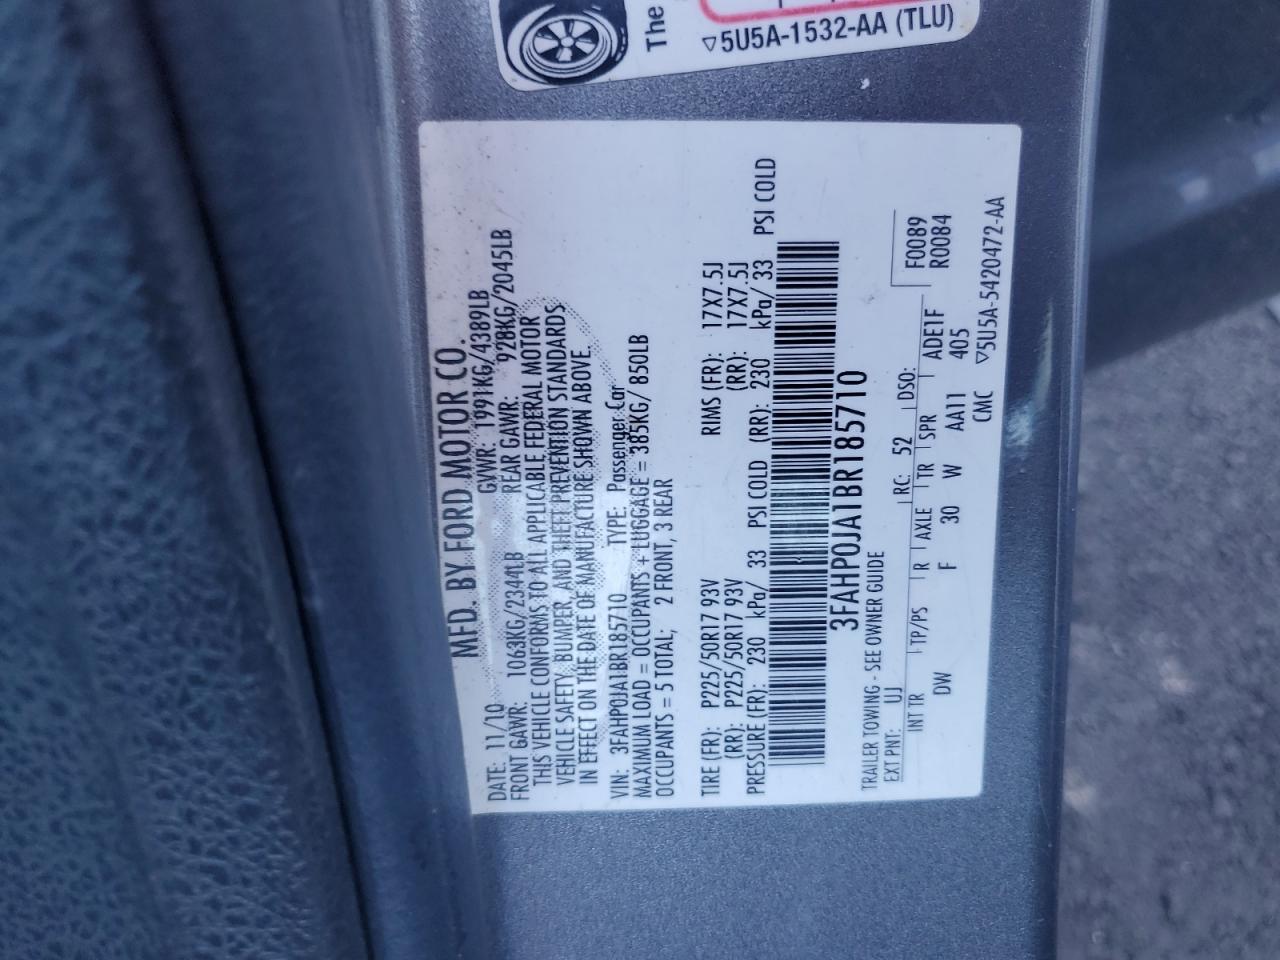 The
▽5U5A-1532-AA (TLU)
MFD. BY FORD MOTOR CO.
DATE: 11/10 GVWR: 1991KG/4389LB
FRONT GAWR: 1063KG/2344LB REAR GAWR: 928KG/2045LB
THIS VEHICLE CONFORMS TO ALL APPLICABLE FEDERAL MOTOR
VEHICLE SAFETY, BUMPER, AND THEFT PREVENTION STANDARDS
IN EFFECT ON THE DATE OF MANUFACTURE SHOWN ABOVE.
VIN: 3FAHP0JA1BR185710 TYPE: Passenger Car
MAXIMUM LOAD = OCCUPANTS + LUGGAGE = 385KG/ 850LB
OCCUPANTS = 5 TOTAL, 2 FRONT, 3 REAR
TIRE (FR): P225/50R17 93V RIMS (FR): 17X7.5J
(RR): P225/50R17 93V (RR): 17X7.5J
PRESSURE (FR): 230 kPa/ 33 PSI COLD (RR): 230 kPa/ 33 PSI COLD
3FAHP0JA1BR185710
TRAILER TOWING - SEE OWNER GUIDE
EXT PNT: UJ RC: 52 DSO: F0089
R0084
INT TR TP/PS R AXLE TR SPR ADE1F
DW F 30 W AA11 405
CMC ▽5U5A-5420472-AA